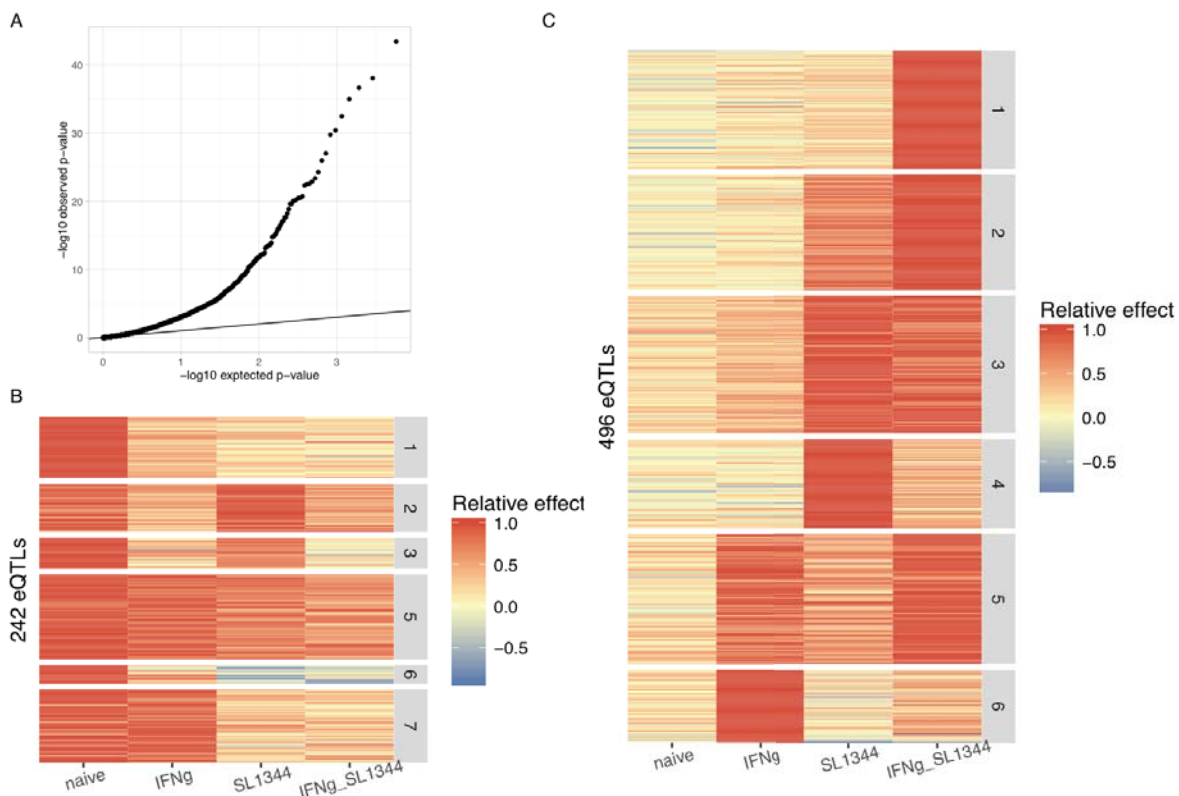 A
40
30
20
10
0
−log10 observed p−value
0
1
2
3
−log10 exptected p−value
B
242 eQTLs
1
2
3
5
6
7
naive
IFNg
SL1344
IFNg_SL1344
Relative effect
1.0
0.5
0.0
−0.5
C
496 eQTLs
1
2
3
4
5
6
naive
IFNg
SL1344
IFNg_SL1344
Relative effect
1.0
0.5
0.0
−0.5